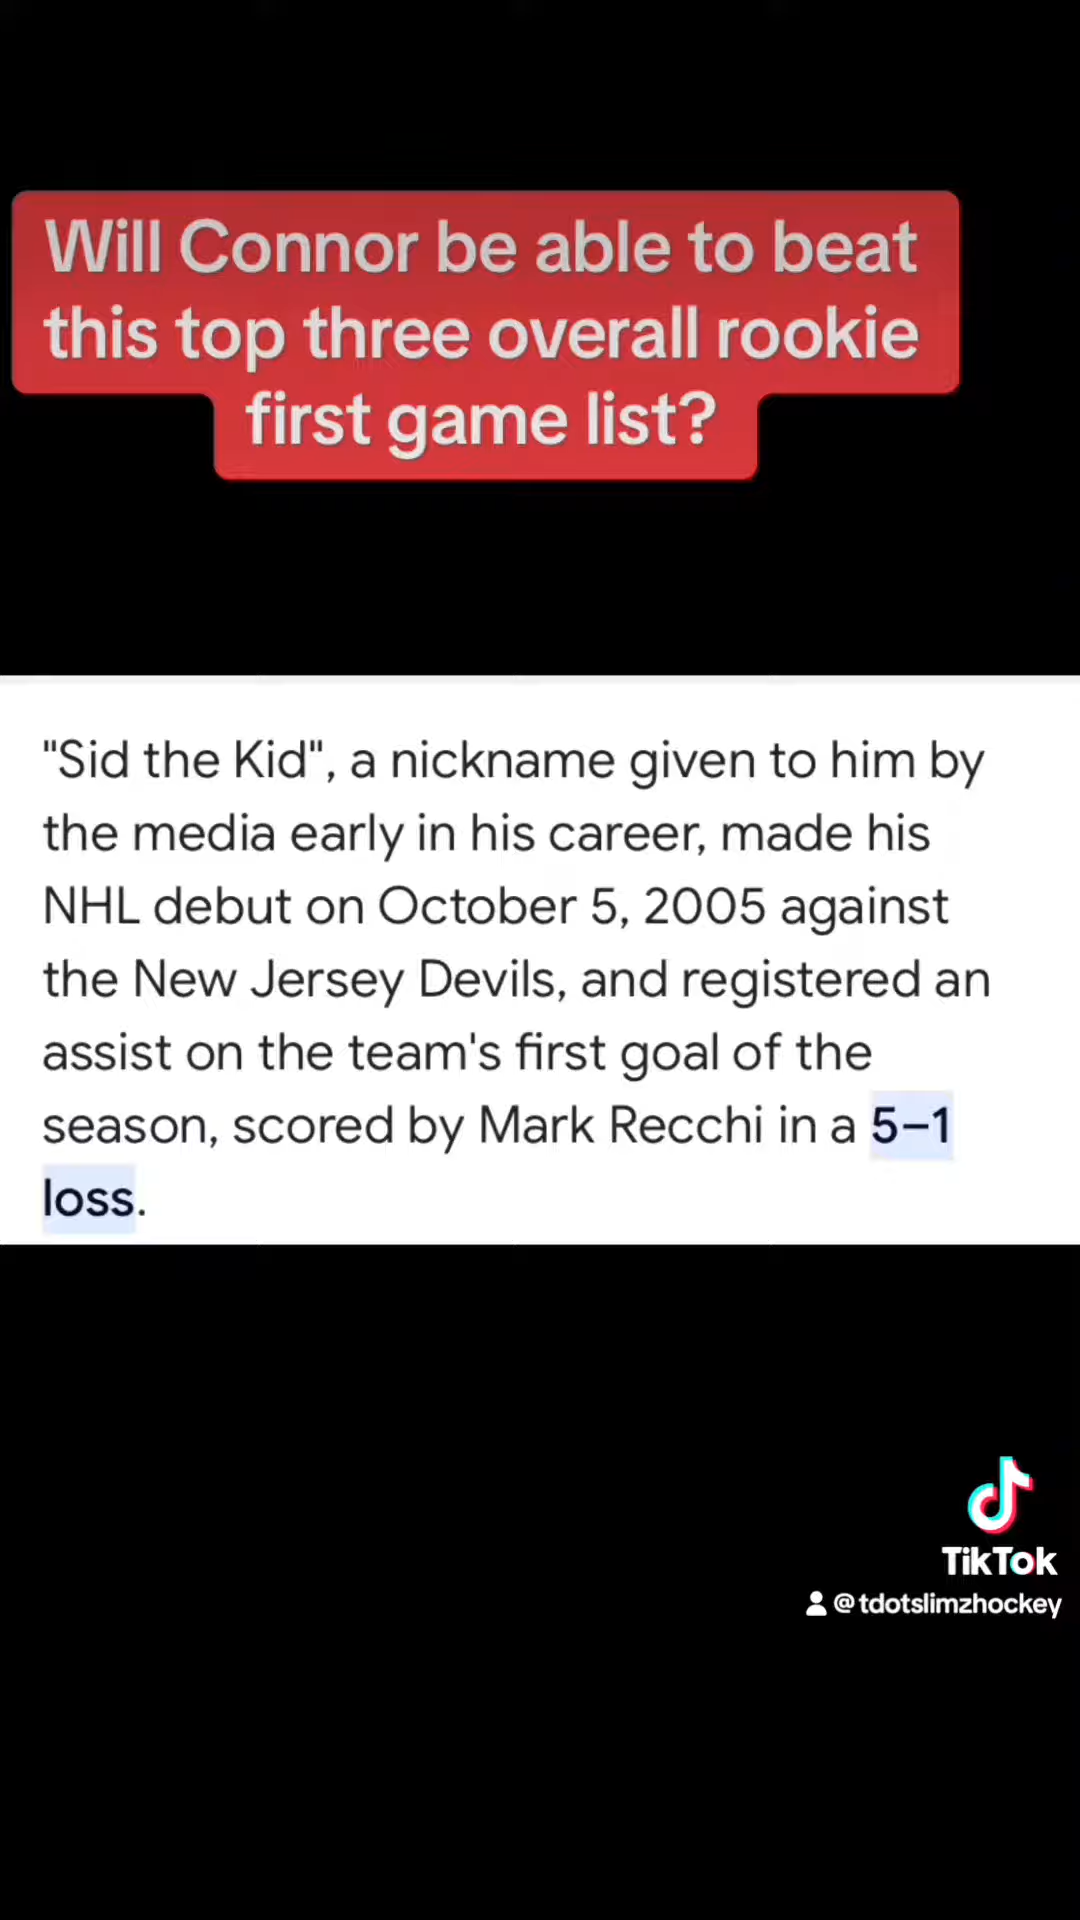 Will Connor be able to beat
this top three overall rookie
first game list?
"Sid the Kid", a nickname given to him by
the media early in his career, made his
NHL debut on October 5, 2005 against
the New Jersey Devils, and registered an
assist on the team's first goal of the
season, scored by Mark Recchi in a 5–1
loss.
TikTok
@tdotslimzhockey